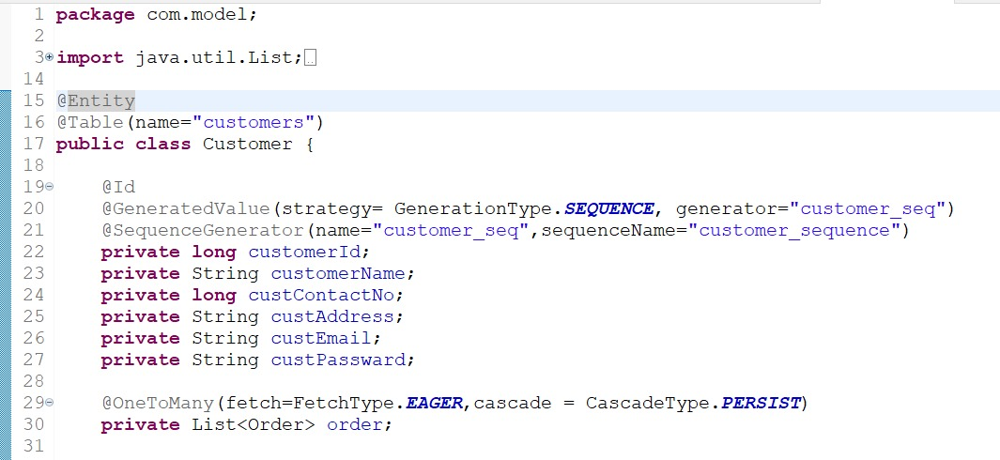 1 package com.model;
2
3 import java.util.List;
14
15 @Entity
16 @Table(name="customers")
17 public class Customer {
18
19 @Id
20 @GeneratedValue(strategy= GenerationType.SEQUENCE, generator="customer_seq")
21 @SequenceGenerator(name="customer_seq",sequenceName="customer_sequence")
22 private long customerId;
23 private String customerName;
24 private long custContactNo;
25 private String custAddress;
26 private String custEmail;
27 private String custPassward;
28
29 @OneToMany(fetch=FetchType.EAGER,cascade = CascadeType.PERSIST)
30 private List<Order> order;
31